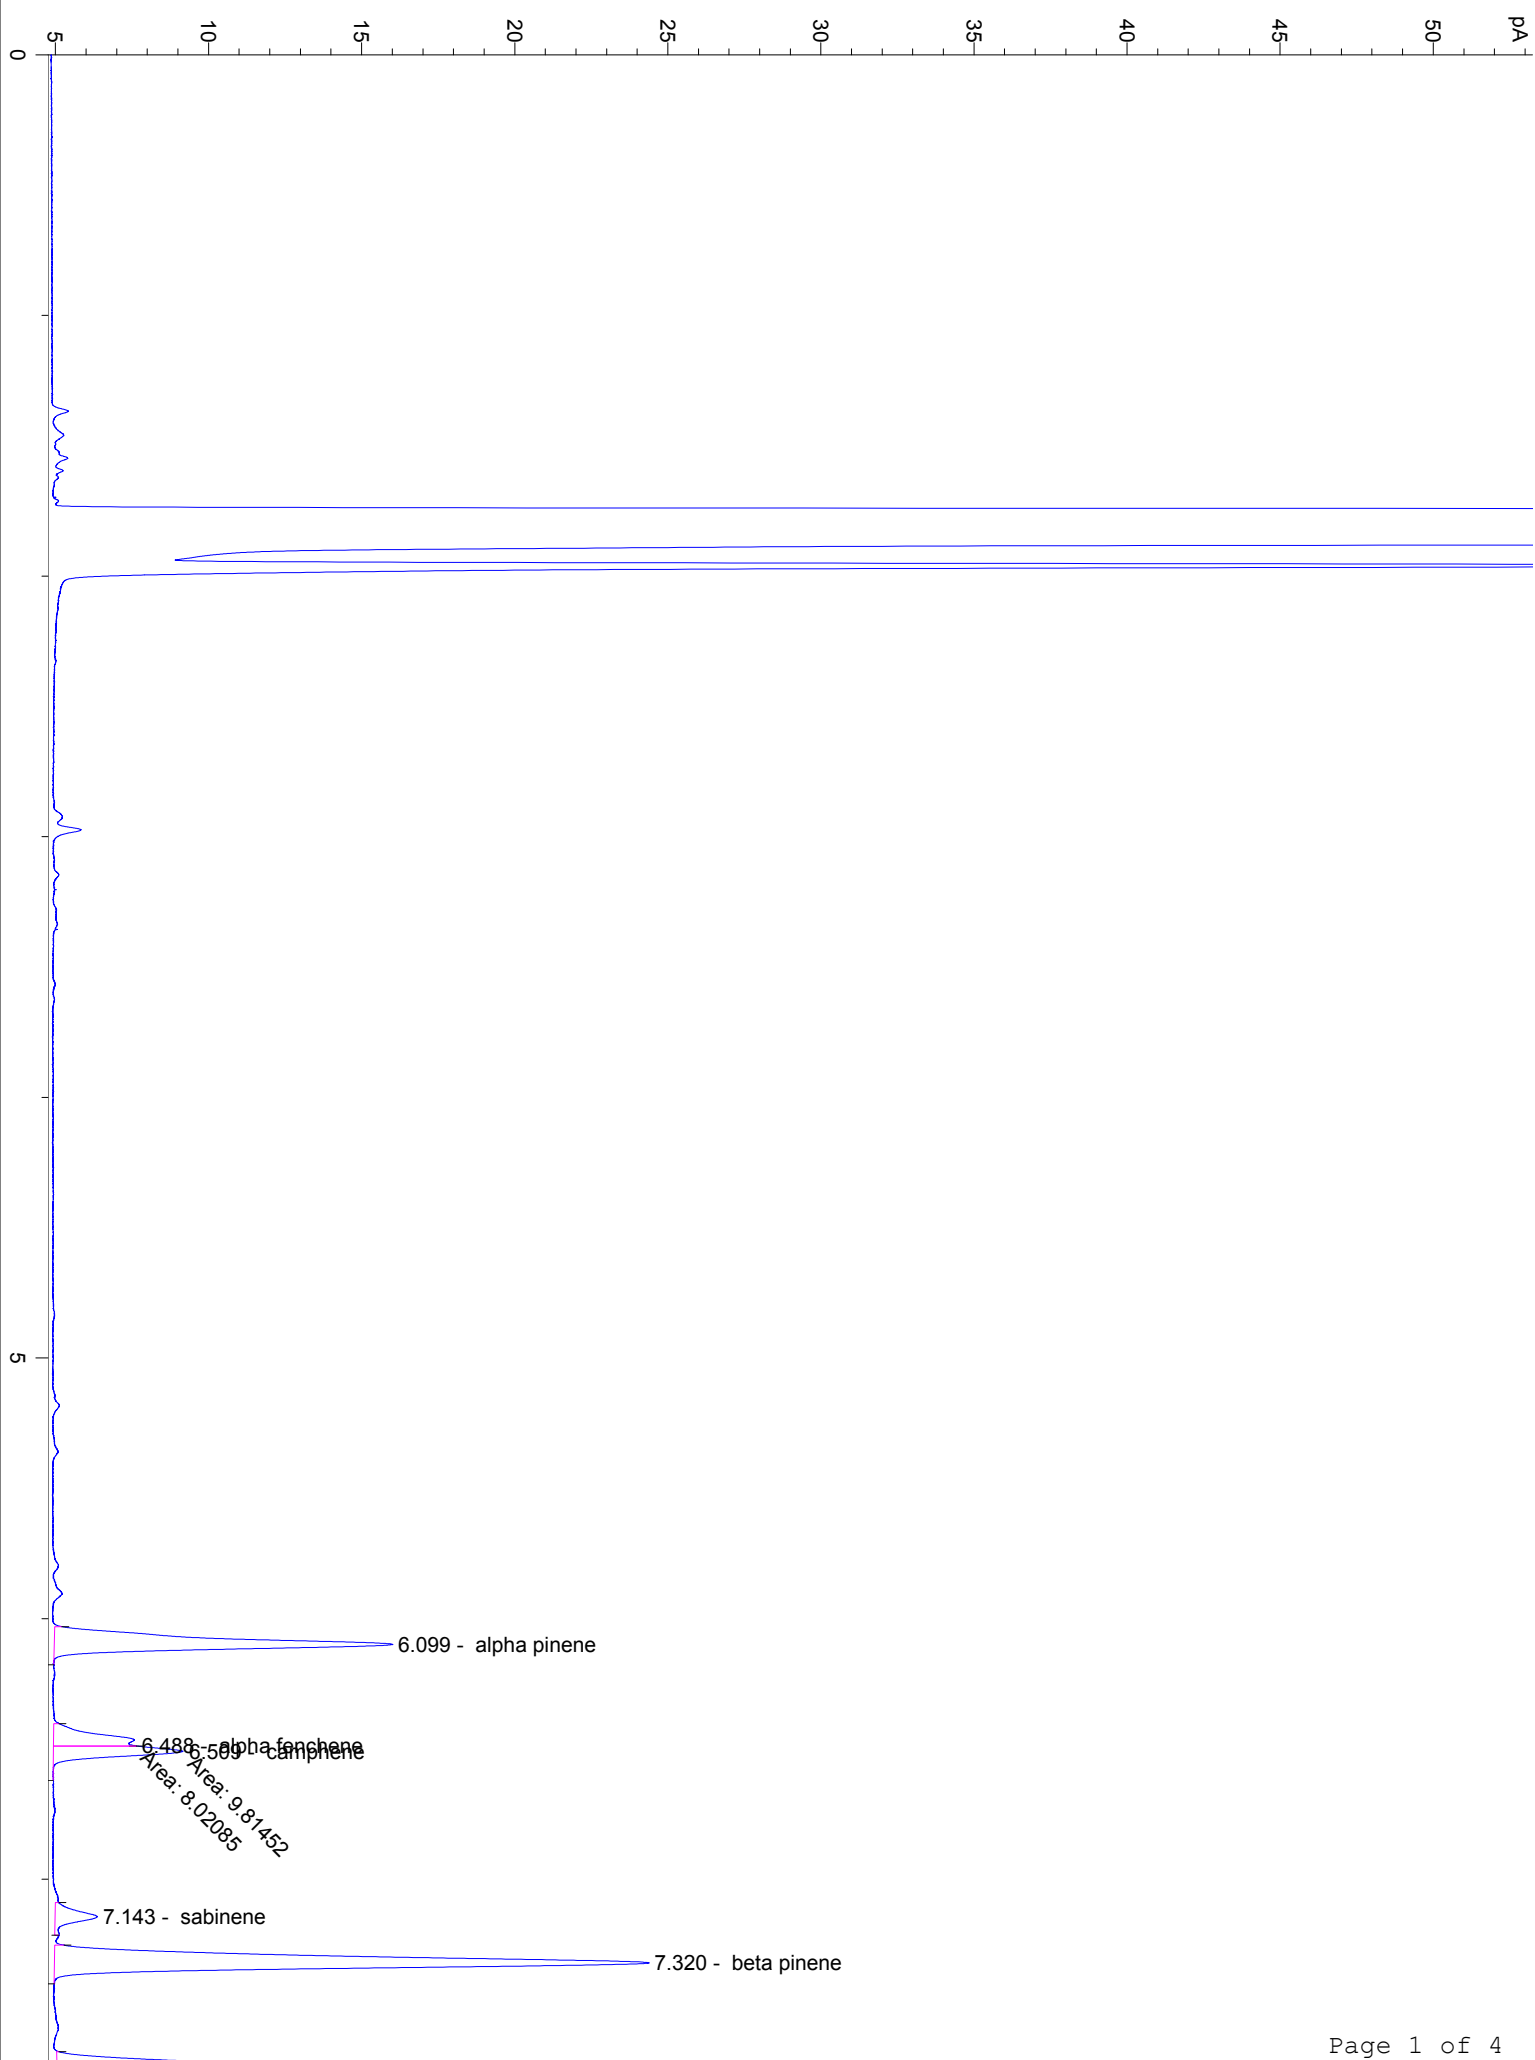 5
10
15
20
25
30
35
40
45
50
pA
0
5
6.099 - alpha pinene
6.488 - alpha fenchene
6.509 - camphene
Area: 8.02085
Area: 9.81452
7.143 - sabinene
7.320 - beta pinene
Page 1 of 4